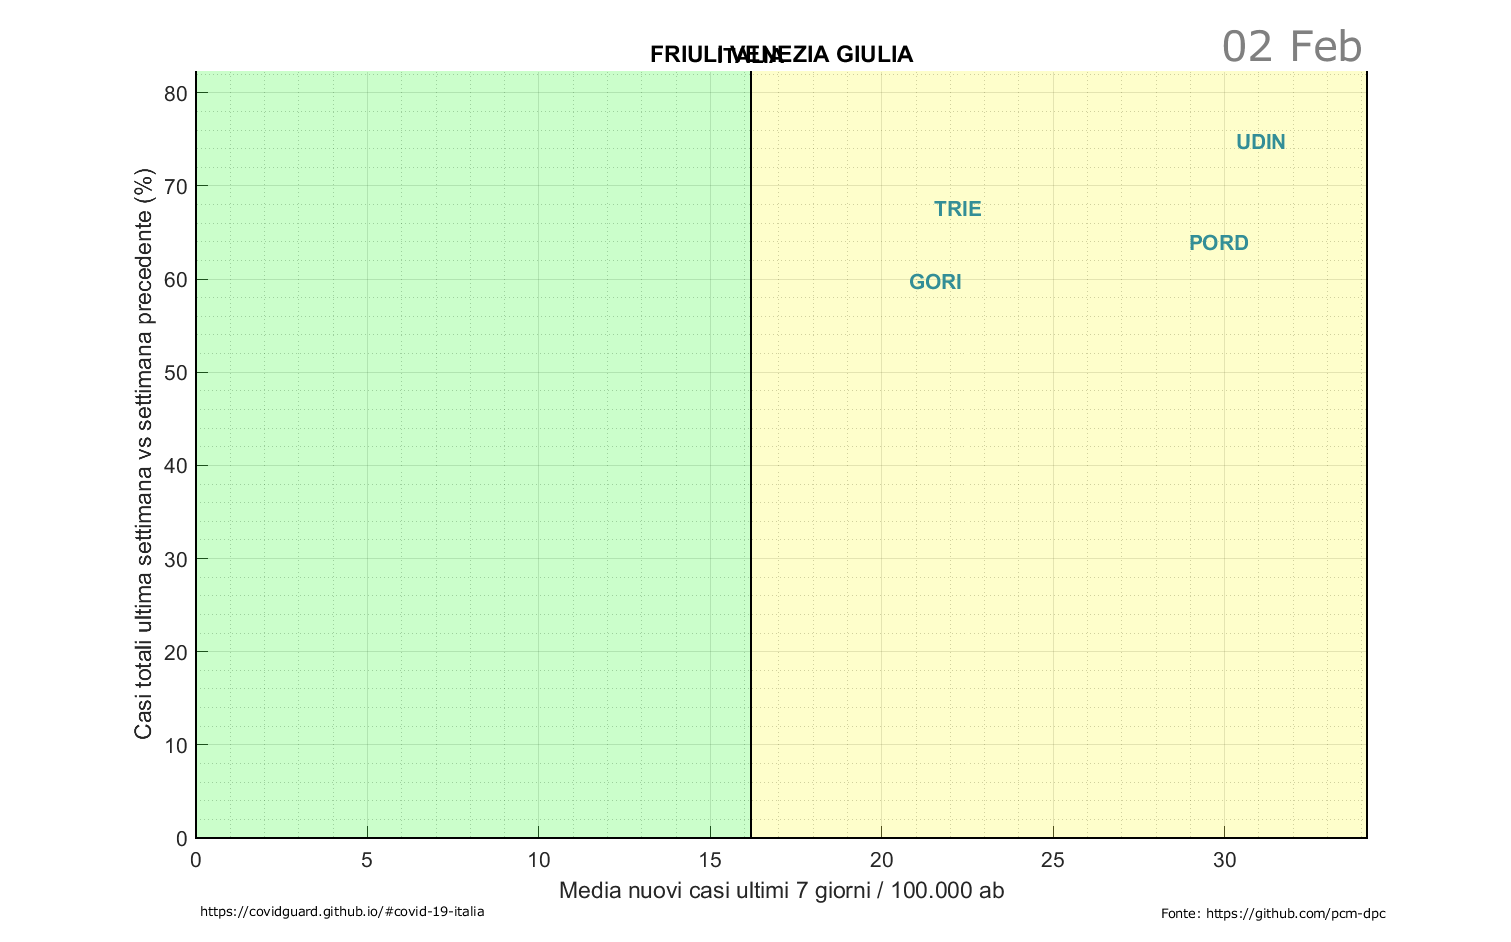 02 Feb
FRIULI VENEZIA GIULIA
ITALIA
80
70
60
50
40
30
20
10
0
Casi totali ultima settimana vs settimana precedente (%)
UDIN
TRIE
PORD
GORI
0 5 10 15 20 25 30
Media nuovi casi ultimi 7 giorni / 100.000 ab
https://covidguard.github.io/#covid-19-italia
Fonte: https://github.com/pcm-dpc